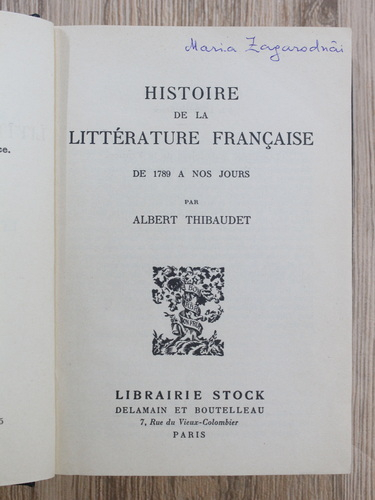 Maria Zagarodnâi
HISTOIRE
DE LA
LITTÉRATURE FRANÇAISE
DE 1789 A NOS JOURS
PAR
ALBERT THIBAUDET
LIBRAIRIE STOCK
DELAMAIN ET BOUTELLEAU
7, Rue du Vieux-Colombier
PARIS